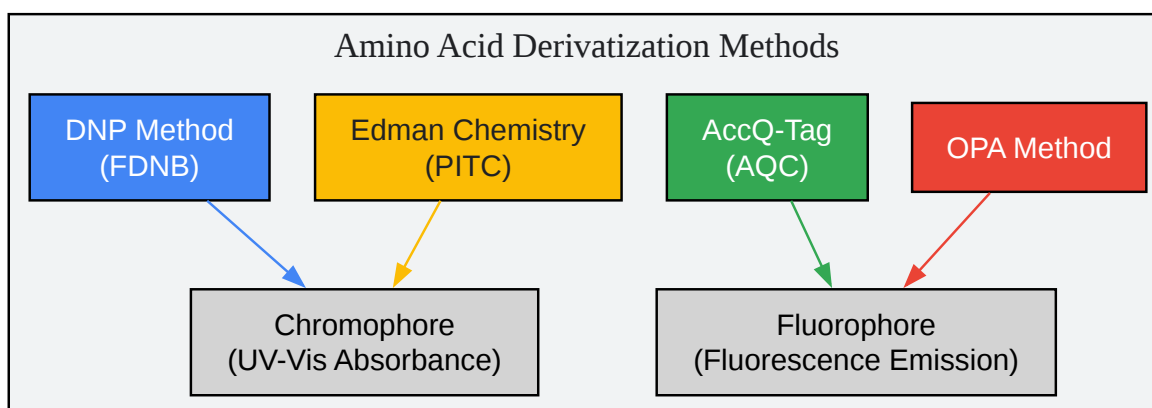 Amino Acid Derivatization Methods
DNP Method
(FDNB)
Edman Chemistry
(PITC)
AccQ-Tag
(AQC)
OPA Method
Chromophore
(UV-Vis Absorbance)
Fluorophore
(Fluorescence Emission)